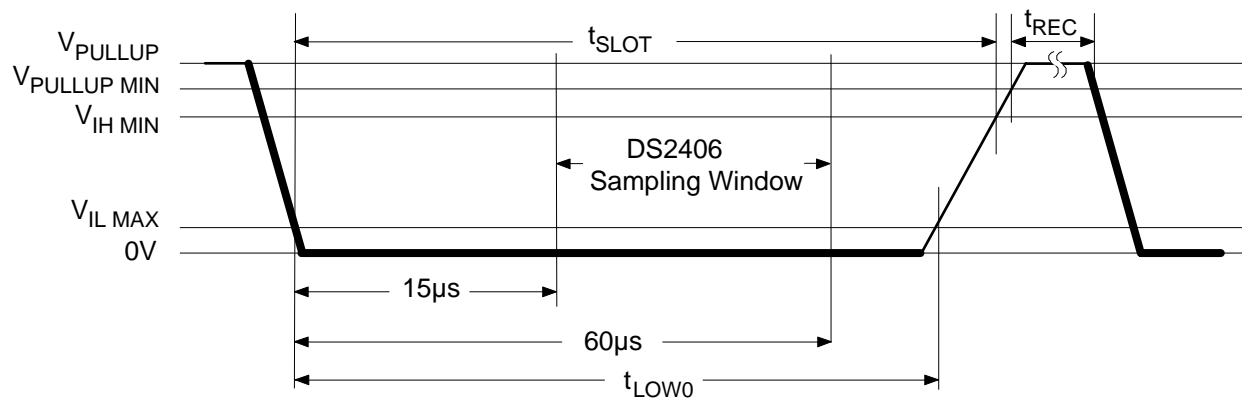 tSLOT
tREC
VPULLUP
VPULLUP MIN
VIH MIN
DS2406
Sampling Window
VIL MAX
0V
15µs
60µs
tLOW0